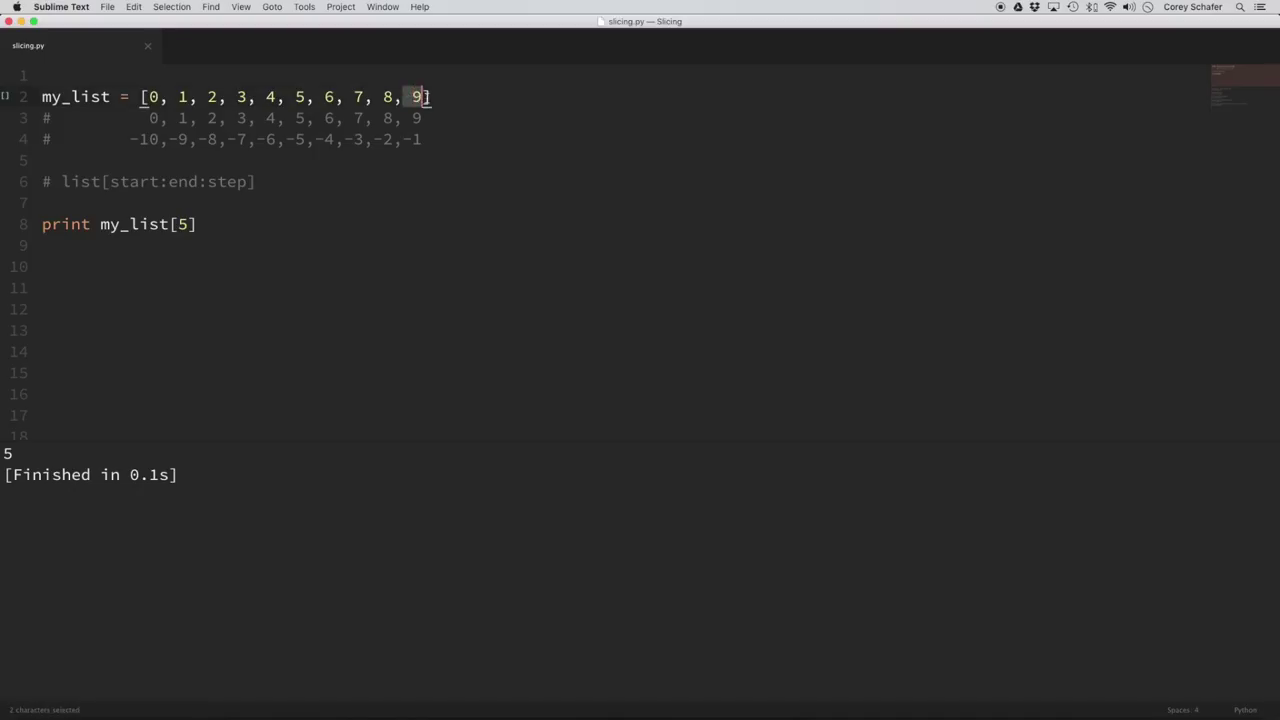 Sublime Text File Edit Selection Find View Goto Tools Project Window Help Corey Schafer
slicing.py — Slicing
slicing.py
1
2 my_list = [0, 1, 2, 3, 4, 5, 6, 7, 8, 9]
3 # 0, 1, 2, 3, 4, 5, 6, 7, 8, 9
4 # -10,-9,-8,-7,-6,-5,-4,-3,-2,-1
5
6 # list[start:end:step]
7
8 print my_list[5]
9
10
11
12
13
14
15
16
17
18
5
[Finished in 0.1s]
2 characters selected Spaces: 4 Python